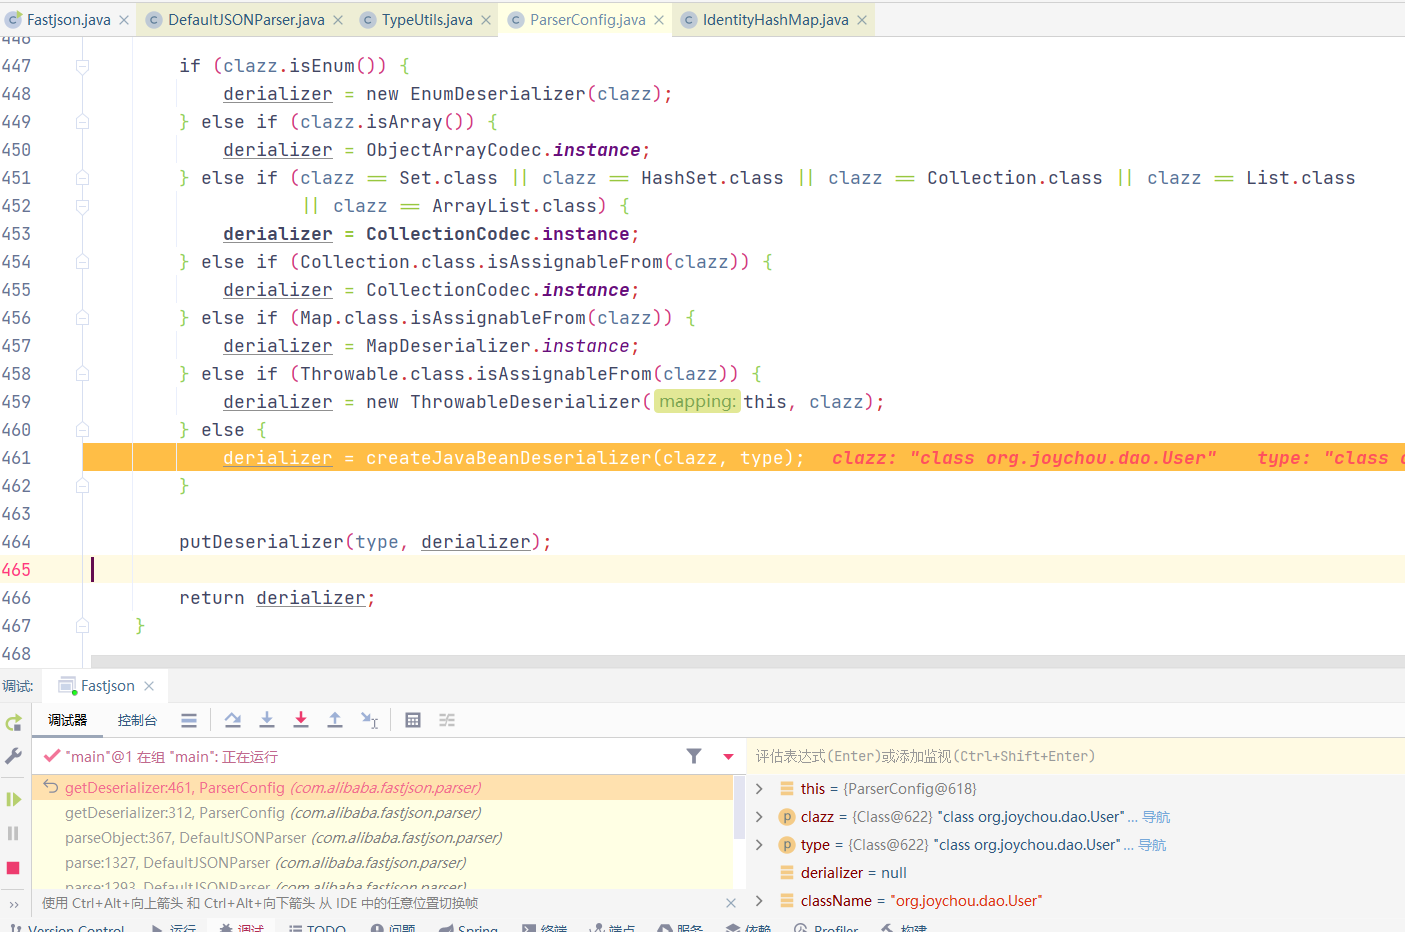 Fastjson.java DefaultJSONParser.java TypeUtils.java ParserConfig.java IdentityHashMap.java
446
447 if (clazz.isEnum()) {
448 derializer = new EnumDeserializer(clazz);
449 } else if (clazz.isArray()) {
450 derializer = ObjectArrayCodec.instance;
451 } else if (clazz == Set.class || clazz == HashSet.class || clazz == Collection.class || clazz == List.class
452 || clazz == ArrayList.class) {
453 derializer = CollectionCodec.instance;
454 } else if (Collection.class.isAssignableFrom(clazz)) {
455 derializer = CollectionCodec.instance;
456 } else if (Map.class.isAssignableFrom(clazz)) {
457 derializer = MapDeserializer.instance;
458 } else if (Throwable.class.isAssignableFrom(clazz)) {
459 derializer = new ThrowableDeserializer( mapping: this, clazz);
460 } else {
461 derializer = createJavaBeanDeserializer(clazz, type); clazz: "class org.joychou.dao.User" type: "class
462 }
463
464 putDeserializer(type, derializer);
465
466 return derializer;
467 }
468
调试: Fastjson
调试器 控制台
"main"@1 在组 "main": 正在运行
getDeserializer:461, ParserConfig (com.alibaba.fastjson.parser)
getDeserializer:312, ParserConfig (com.alibaba.fastjson.parser)
parseObject:367, DefaultJSONParser (com.alibaba.fastjson.parser)
parse:1327, DefaultJSONParser (com.alibaba.fastjson.parser)
parse:1293, DefaultJSONParser (com.alibaba.fastjson.parser)
使用 Ctrl+Alt+向上箭头 和 Ctrl+Alt+向下箭头 从 IDE 中的任意位置切换帧
评估表达式(Enter)或添加监视(Ctrl+Shift+Enter)
this = {ParserConfig@618}
clazz = {Class@622} "class org.joychou.dao.User" ... 导航
type = {Class@622} "class org.joychou.dao.User" ... 导航
derializer = null
className = "org.joychou.dao.User"
Version Control 运行 调试 TODO 问题 Spring 终端 端点 服务 依赖 Profiler 构建